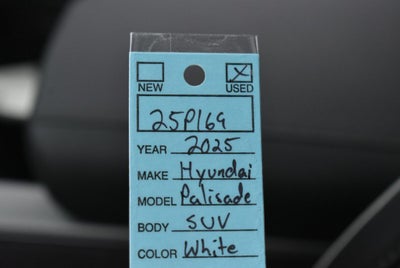 NEW USED
25P169
YEAR 2025
MAKE Hyundai
MODEL Palisade
BODY SUV
COLOR White